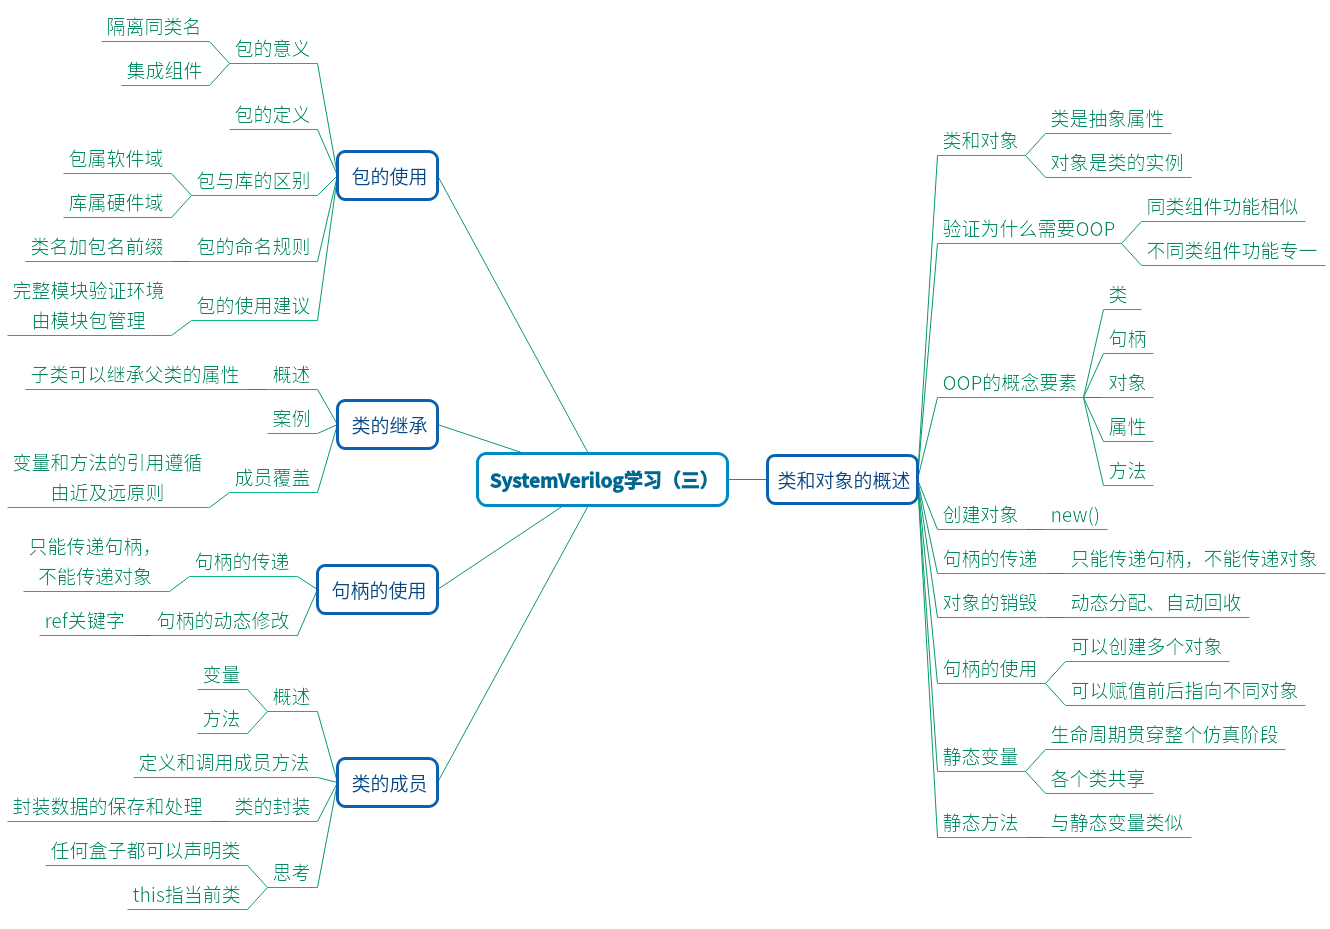 SystemVerilog学习（三）
类和对象的概述
类和对象
类是抽象属性
对象是类的实例
验证为什么需要OOP
同类组件功能相似
不同类组件功能专一
OOP的概念要素
类
句柄
对象
属性
方法
创建对象
new()
句柄的传递
只能传递句柄，不能传递对象
对象的销毁
动态分配、自动回收
句柄的使用
可以创建多个对象
可以赋值前后指向不同对象
静态变量
生命周期贯穿整个仿真阶段
各个类共享
静态方法
与静态变量类似
包的使用
包的意义
隔离同类名
集成组件
包的定义
包与库的区别
包属软件域
库属硬件域
包的命名规则
类名加包名前缀
包的使用建议
完整模块验证环境
由模块包管理
类的继承
概述
子类可以继承父类的属性
案例
成员覆盖
变量和方法的引用遵循
由近及远原则
句柄的使用
句柄的传递
只能传递句柄，
不能传递对象
句柄的动态修改
ref关键字
类的成员
概述
变量
方法
定义和调用成员方法
类的封装
封装数据的保存和处理
思考
任何盒子都可以声明类
this指当前类